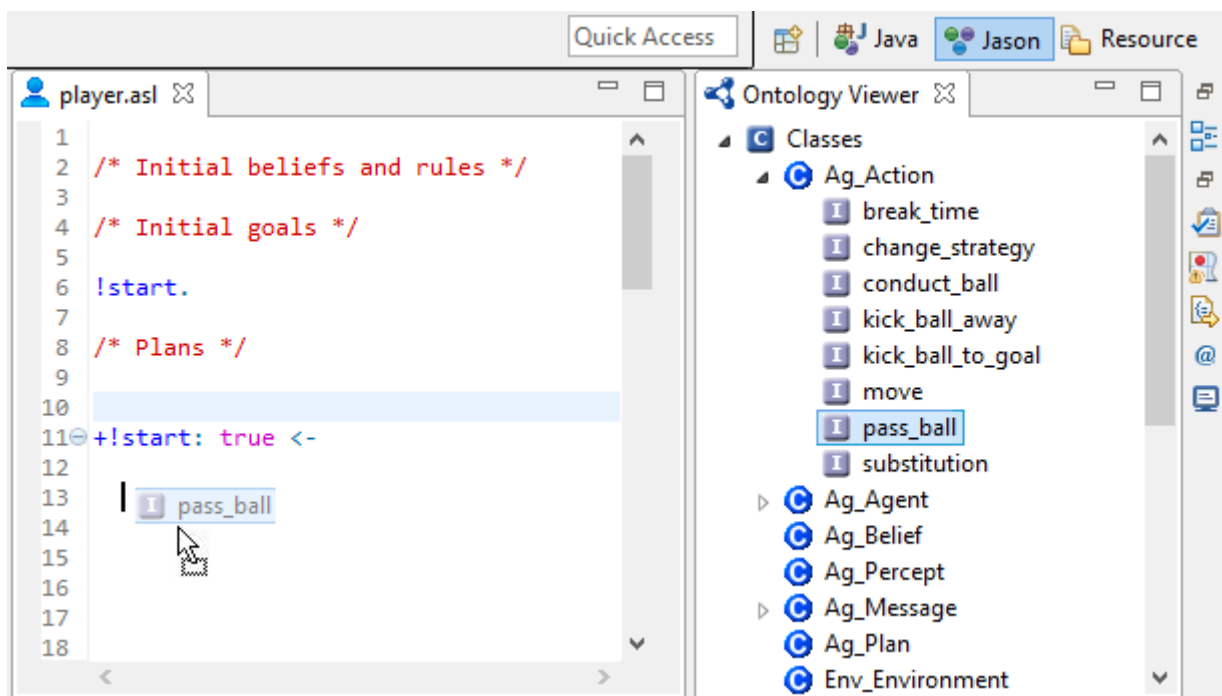 Quick Access
Java
Jason
Resource
player.asl
1
2 /* Initial beliefs and rules */
3
4 /* Initial goals */
5
6 !start.
7
8 /* Plans */
9
10
11 +!start: true <-
12
13
pass_ball
14
15
16
17
18
Ontology Viewer
C Classes
C Ag_Action
I break_time
I change_strategy
I conduct_ball
I kick_ball_away
I kick_ball_to_goal
I move
I pass_ball
I substitution
C Ag_Agent
C Ag_Belief
C Ag_Percept
C Ag_Message
C Ag_Plan
C Env_Environment